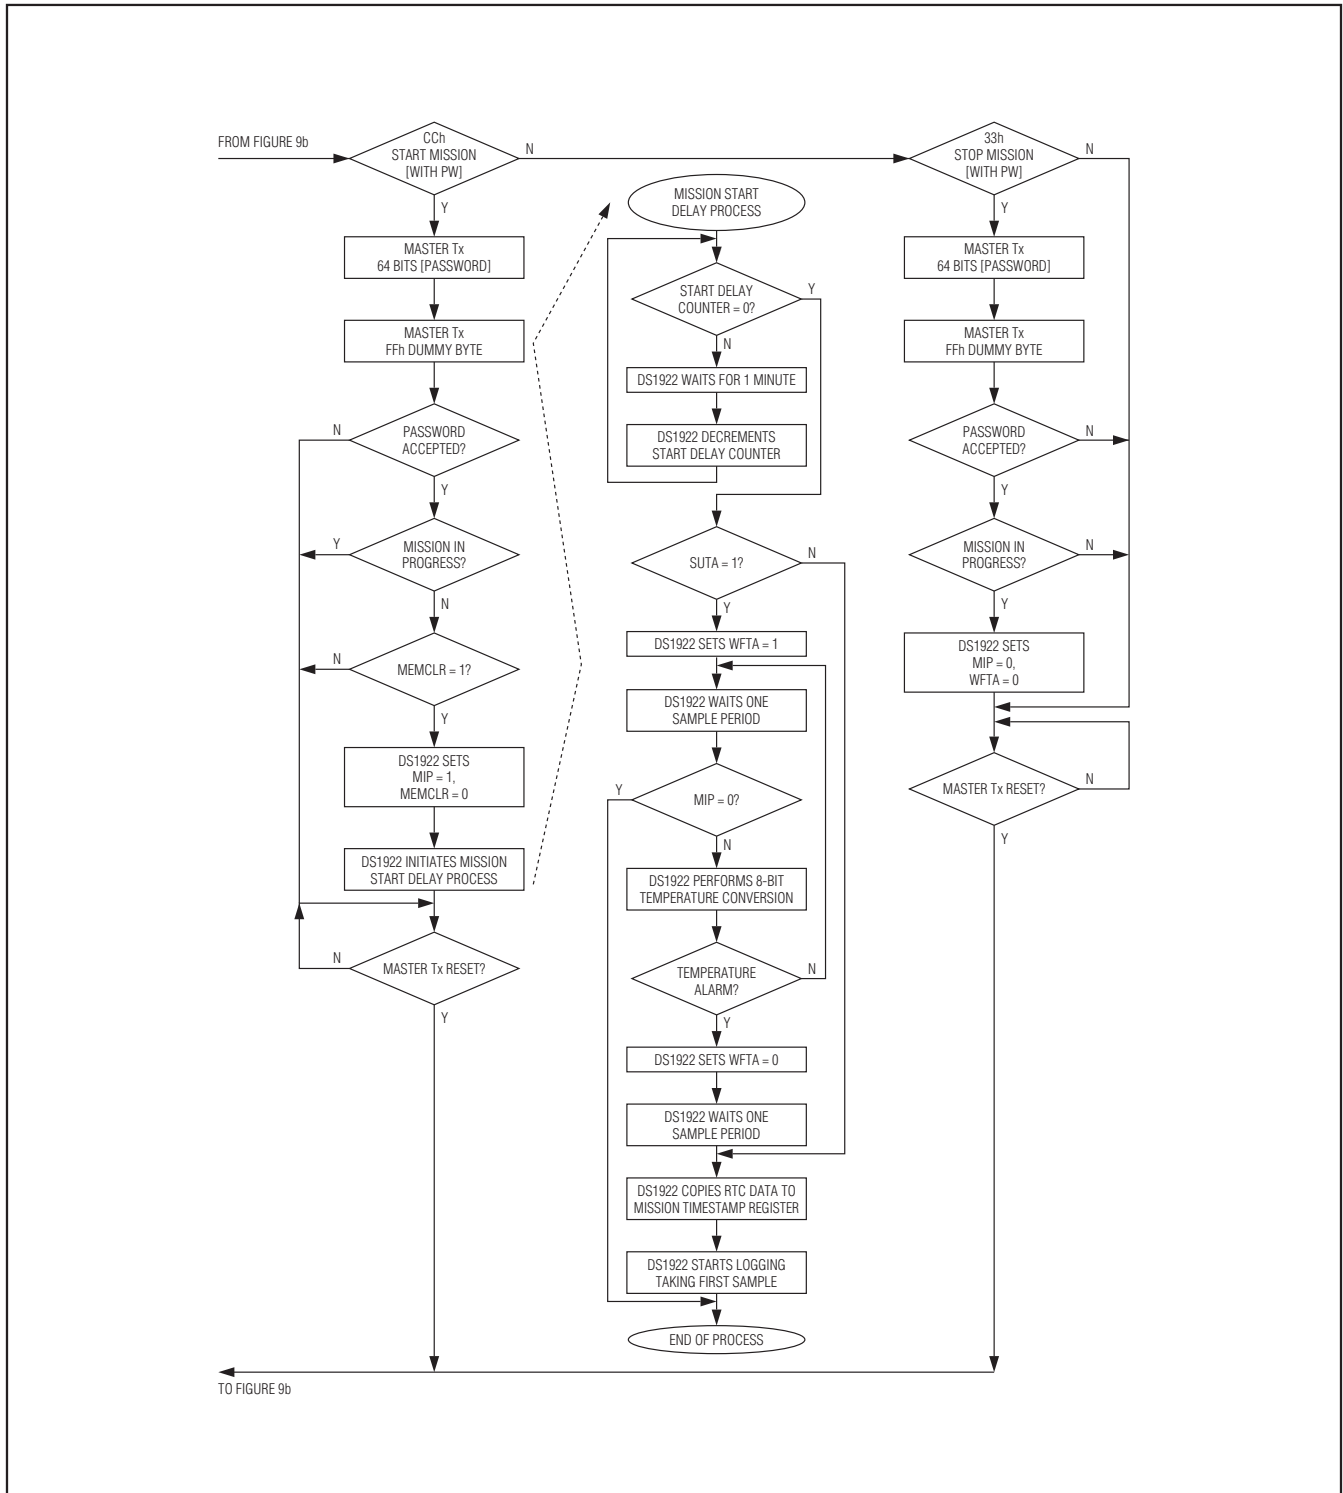 FROM FIGURE 9b
CCh
START MISSION
[WITH PW]
N
Y
MASTER Tx
64 BITS [PASSWORD]
MASTER Tx
FFh DUMMY BYTE
N
PASSWORD
ACCEPTED?
Y
Y
MISSION IN
PROGRESS?
N
N
MEMCLR = 1?
Y
DS1922 SETS
MIP = 1,
MEMCLR = 0
DS1922 INITIATES MISSION
START DELAY PROCESS
N
MASTER Tx RESET?
Y
MISSION START
DELAY PROCESS
START DELAY
COUNTER = 0?
Y
N
DS1922 WAITS FOR 1 MINUTE
DS1922 DECREMENTS
START DELAY COUNTER
SUTA = 1?
N
Y
DS1922 SETS WFTA = 1
DS1922 WAITS ONE
SAMPLE PERIOD
Y
MIP = 0?
N
DS1922 PERFORMS 8-BIT
TEMPERATURE CONVERSION
TEMPERATURE
ALARM?
N
Y
DS1922 SETS WFTA = 0
DS1922 WAITS ONE
SAMPLE PERIOD
DS1922 COPIES RTC DATA TO
MISSION TIMESTAMP REGISTER
DS1922 STARTS LOGGING
TAKING FIRST SAMPLE
END OF PROCESS
33h
STOP MISSION
[WITH PW]
N
Y
MASTER Tx
64 BITS [PASSWORD]
MASTER Tx
FFh DUMMY BYTE
PASSWORD
ACCEPTED?
N
Y
MISSION IN
PROGRESS?
N
Y
DS1922 SETS
MIP = 0,
WFTA = 0
MASTER Tx RESET?
N
Y
TO FIGURE 9b